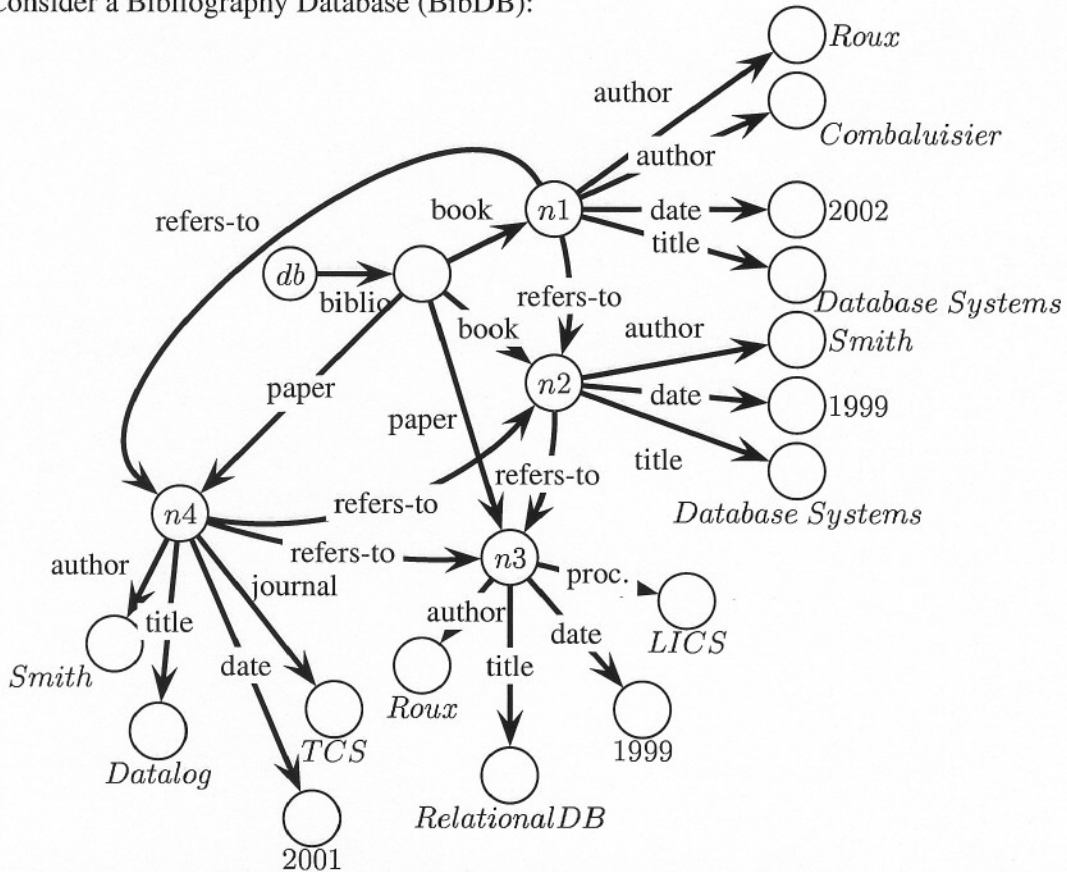 Consider a Bibliography Database (BibDB):
Roux
author
Combaluisier
author
refers-to
book
n1
date
2002
title
db
biblio
refers-to
Database Systems
book
author
Smith
paper
n2
date
1999
paper
title
refers-to
refers-to
Database Systems
n4
refers-to
n3
proc.
author
journal
author
LICS
title
date
date
title
Smith
Roux
TCS
1999
Datalog
RelationalDB
2001